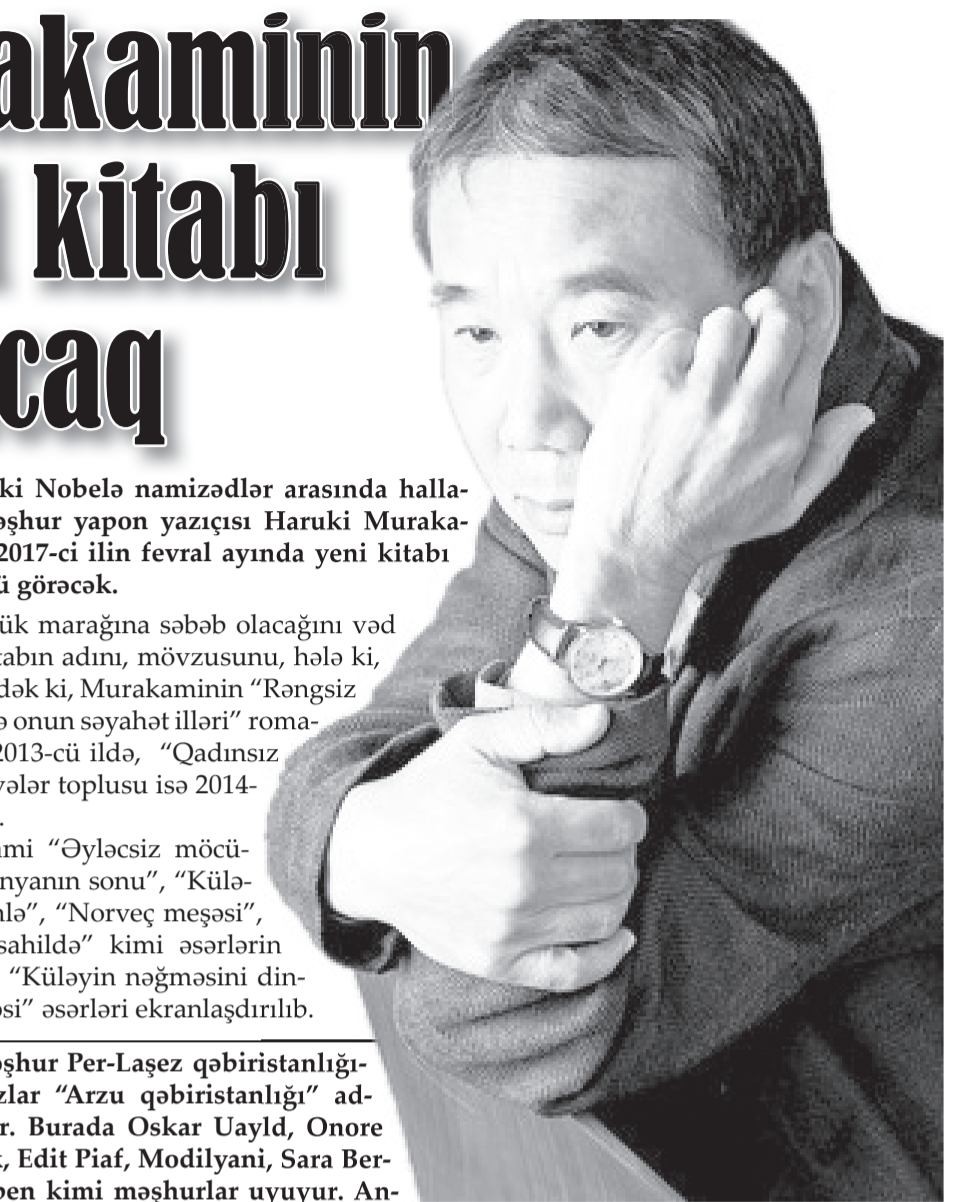 akaminin
kitabı
caq
ki Nobelə namizədlər arasında halla-
əşhur yapon yazıçısı Haruki Muraka-
2017-ci ilin fevral ayında yeni kitabı
ü görəcək.
ük marağına səbəb olacağını vəd
tabın adını, mövzusunu, hələ ki,
dək ki, Murakaminin “Rəngsiz
ə onun səyahət illəri” roma-
2013-cü ildə, “Qadınsız
yələr toplusu isə 2014-
.
ami “Əyləcsiz möcü-
nyanın sonu”, “Külə-
nlə”, “Norveç meşəsi”,
sahildə” kimi əsərlərin
“Küləyin nəğməsini din-
əsi” əsərləri ekranlaşdırılıb.
əşhur Per-Laşez qəbiristanlığı-
zlar “Arzu qəbiristanlığı” ad-
r. Burada Oskar Uayld, Onore
k, Edit Piaf, Modilyani, Sara Ber-
pen kimi məşhurlar uyuyur. An-